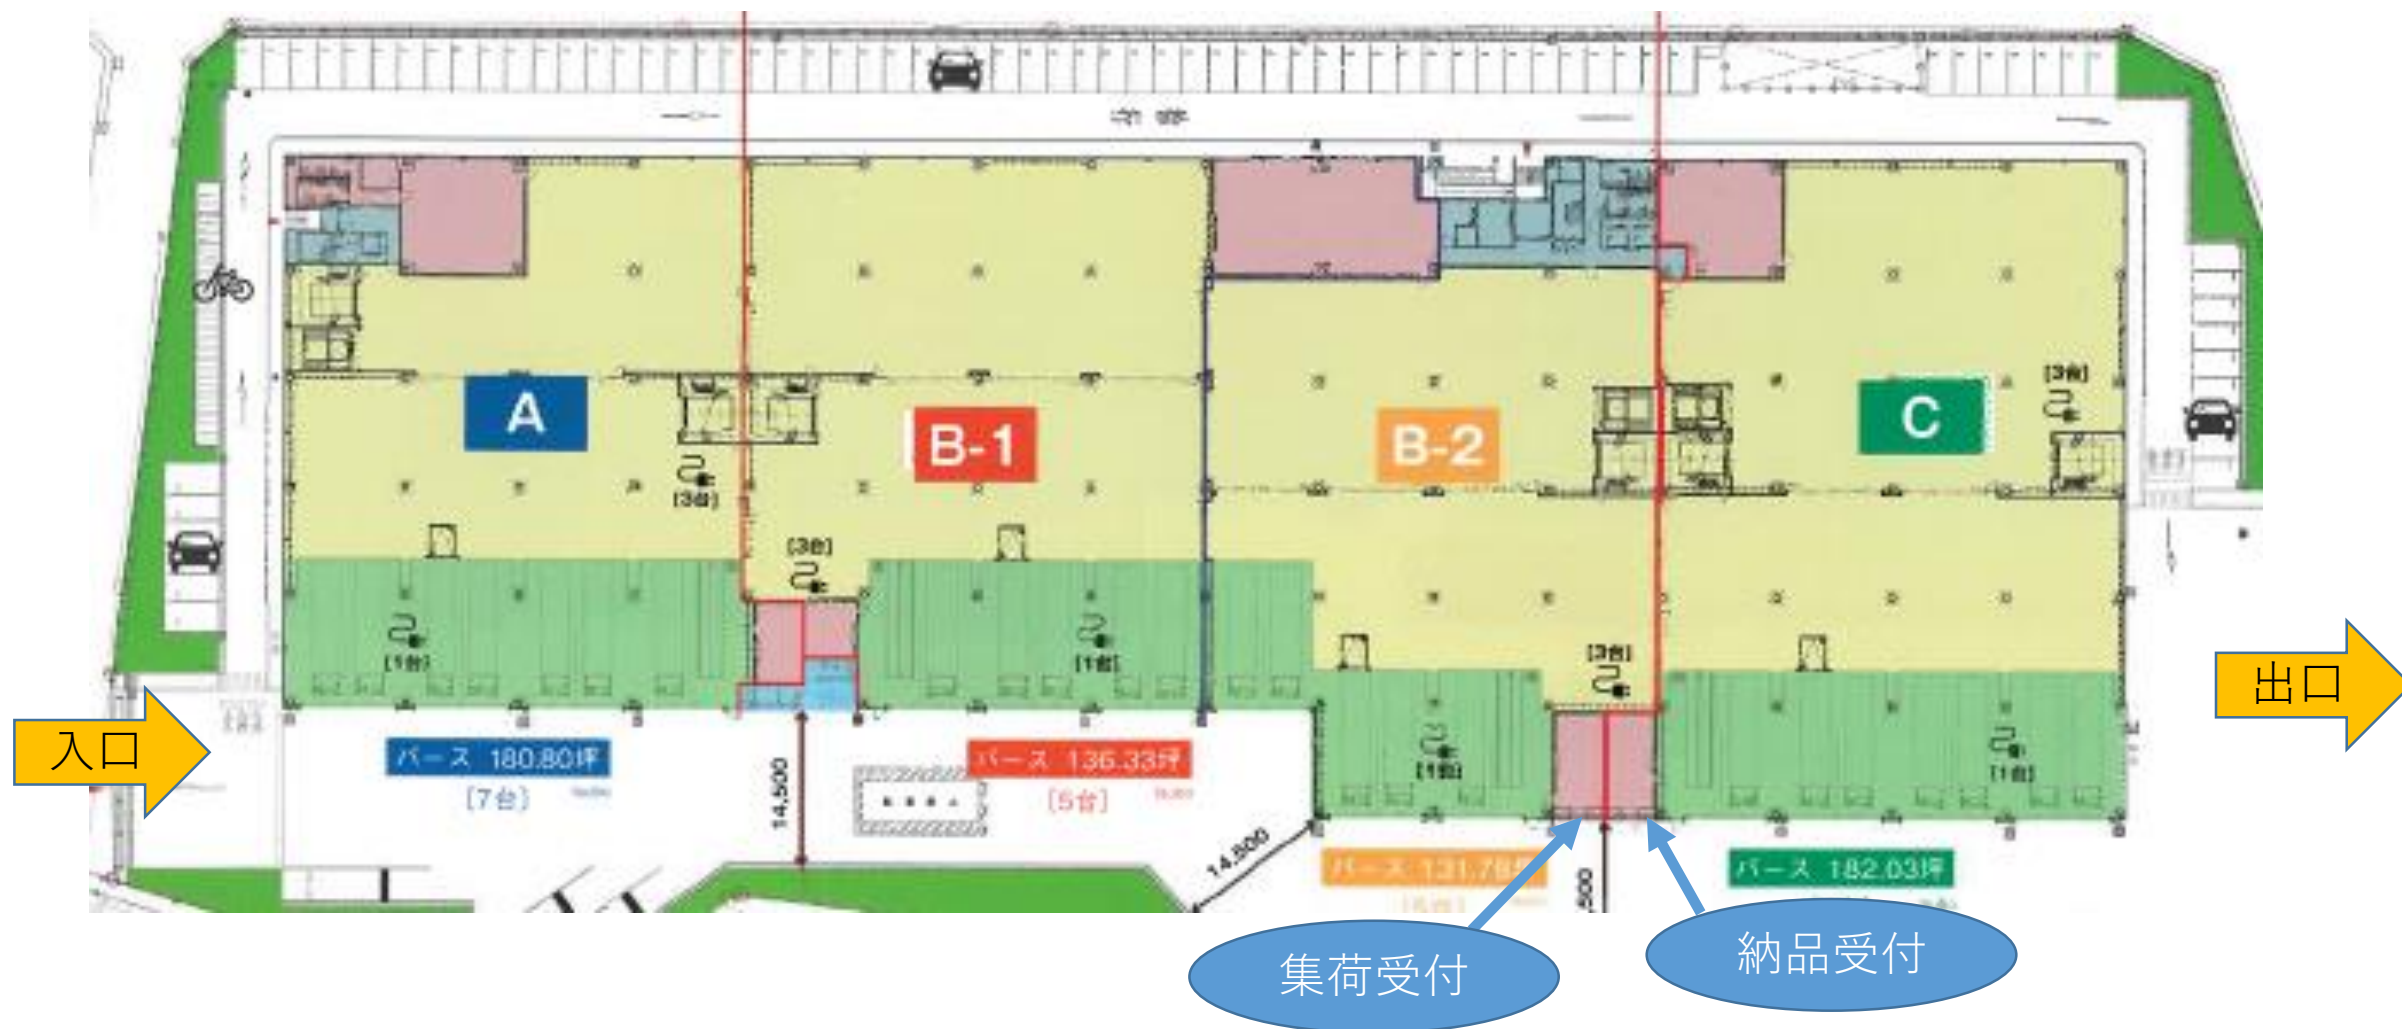 A
B-1
B-2
C
[3台]
[3台]
[3台]
[3台]
[1台]
[1台]
[1台]
[1台]
入口
出口
バース 180.80坪
[7台]
14,500
バース 136.33坪
[5台]
14,800
バース 131.78坪
[5台]
,500
バース 182.03坪
集荷受付
納品受付